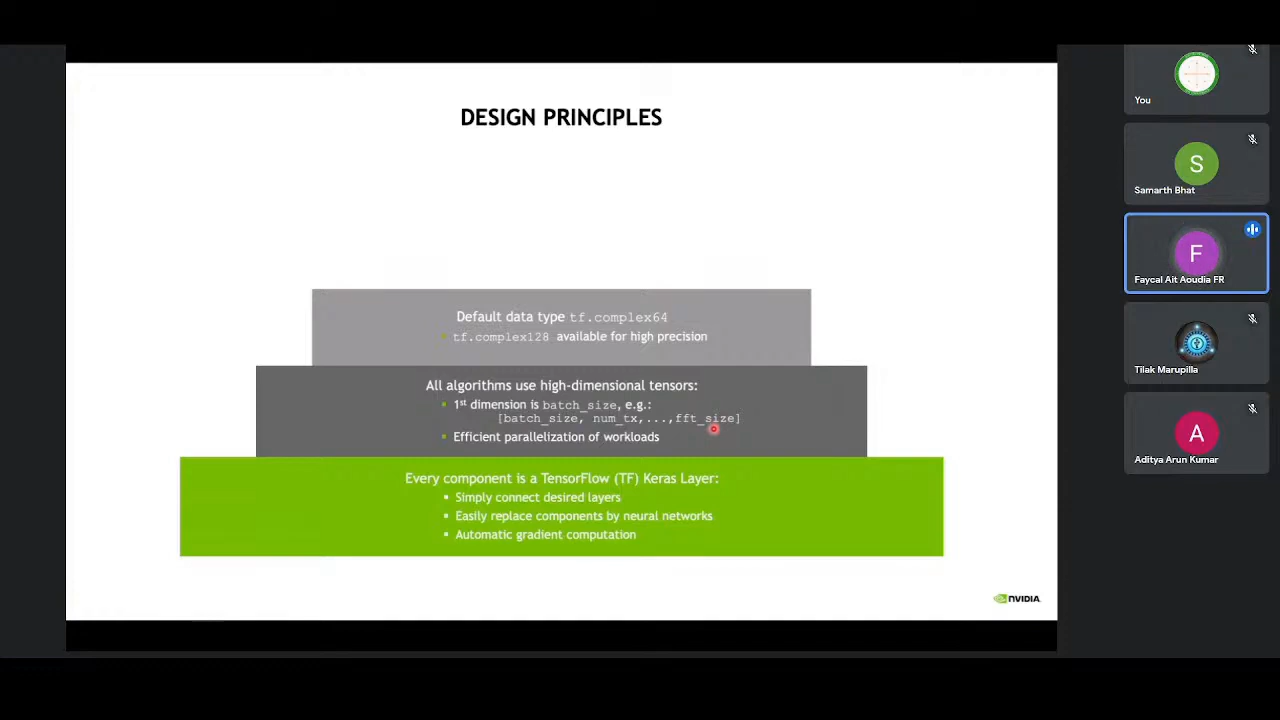 DESIGN PRINCIPLES
Default data type tf.complex64
tf.complex128 available for high precision
All algorithms use high-dimensional tensors:
1st dimension is batch_size, e.g.:
[batch_size, num_tx,...,fft_size]
Efficient parallelization of workloads
Every component is a TensorFlow (TF) Keras Layer:
Simply connect desired layers
Easily replace components by neural networks
Automatic gradient computation
NVIDIA
You
S
Samarth Bhat
F
Faycal Ait Aoudia FR
Tilak Marupilla
A
Aditya Arun Kumar